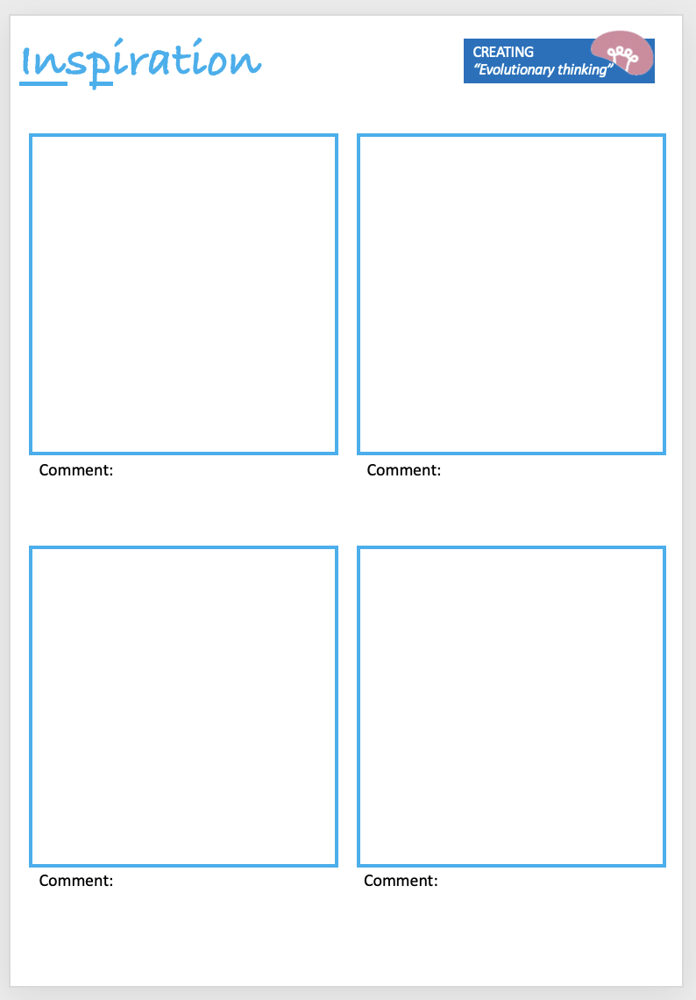 Inspiration
CREATING
“Evolutionary thinking”
Comment:
Comment:
Comment:
Comment: